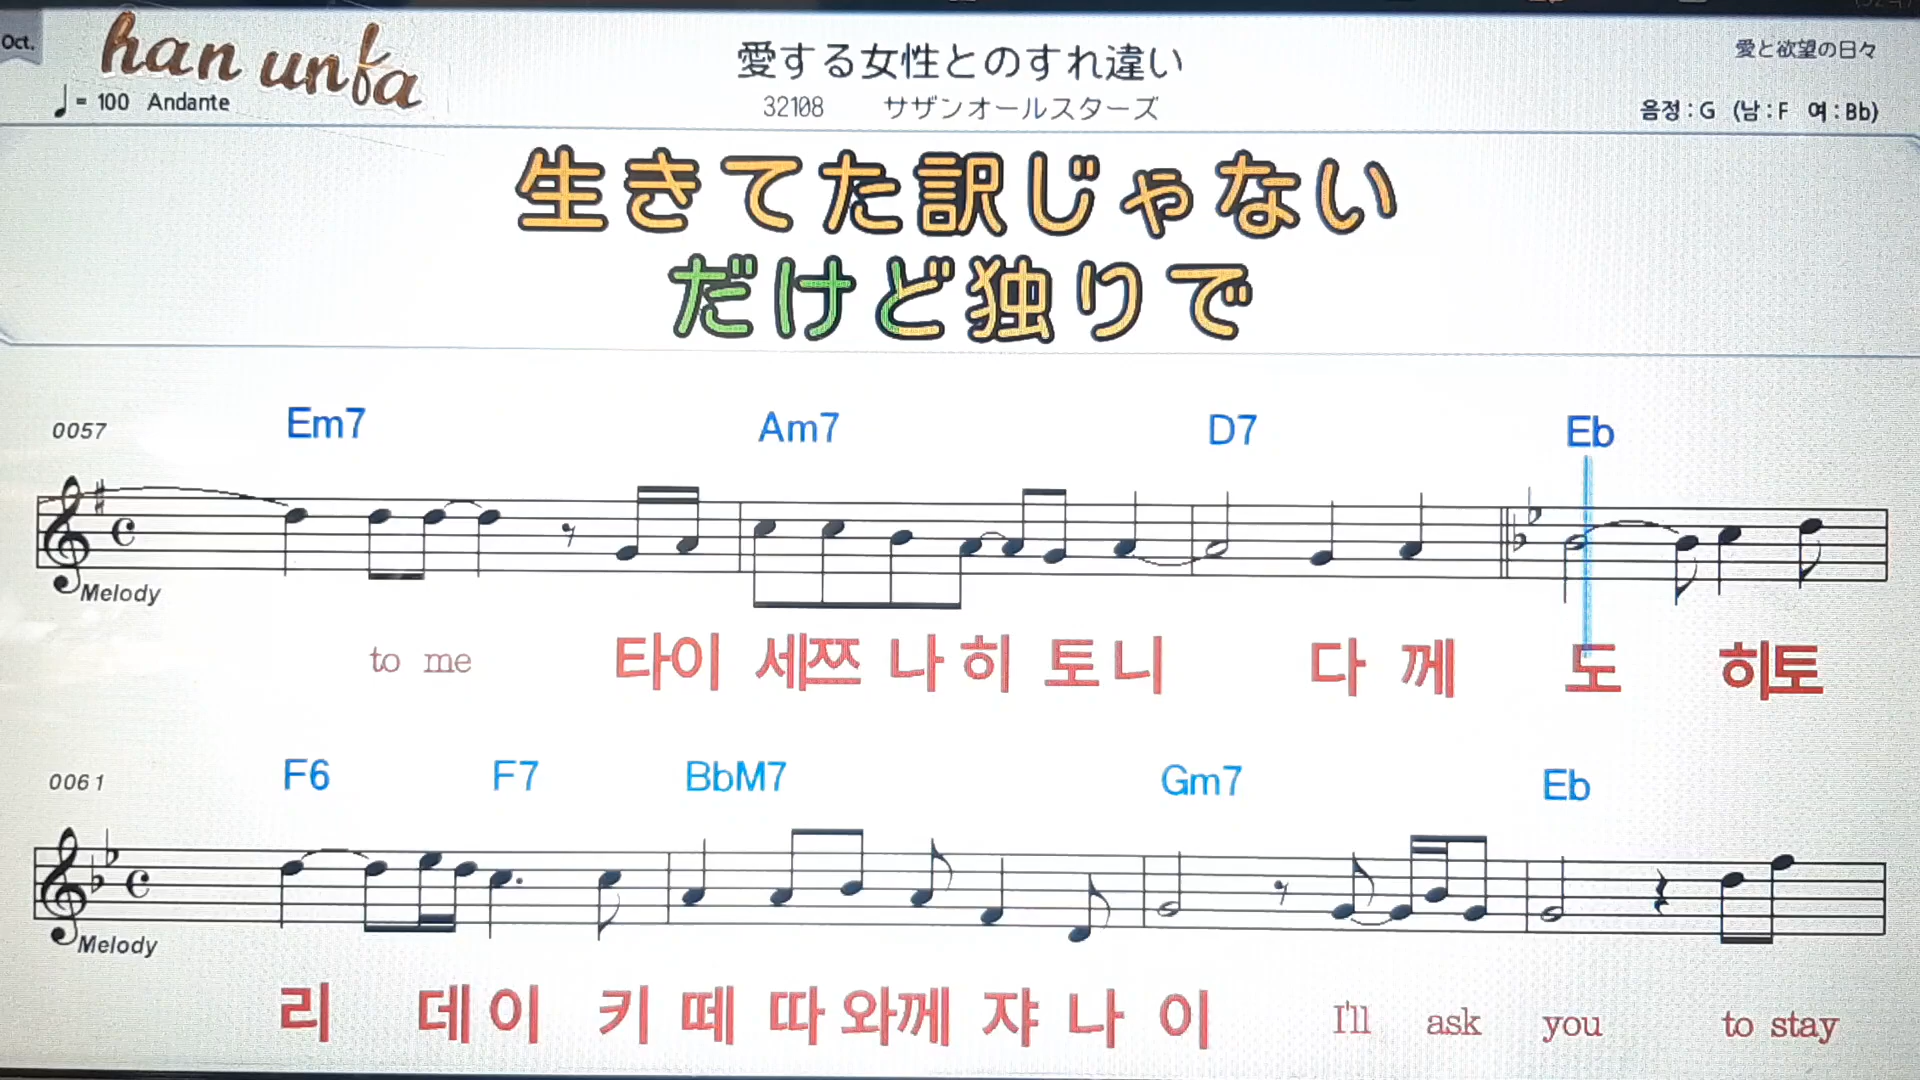 Oct.
han unfa
= 100 Andante
愛する女性とのすれ違い
愛と欲望の日々
32108 サザンオールスターズ
음정 : G (남 : F 여 : Bb)
生きてた訳じゃない
だけど独りで
0057 Em7 Am7 D7 Eb
Melody
to me 타이 세쯔 나 히 토 니 다 께 도 히토
0061 F6 F7 BbM7 Gm7 Eb
Melody
리 데 이 키 떼 따 와께 쟈 나 이 I'll ask you to stay